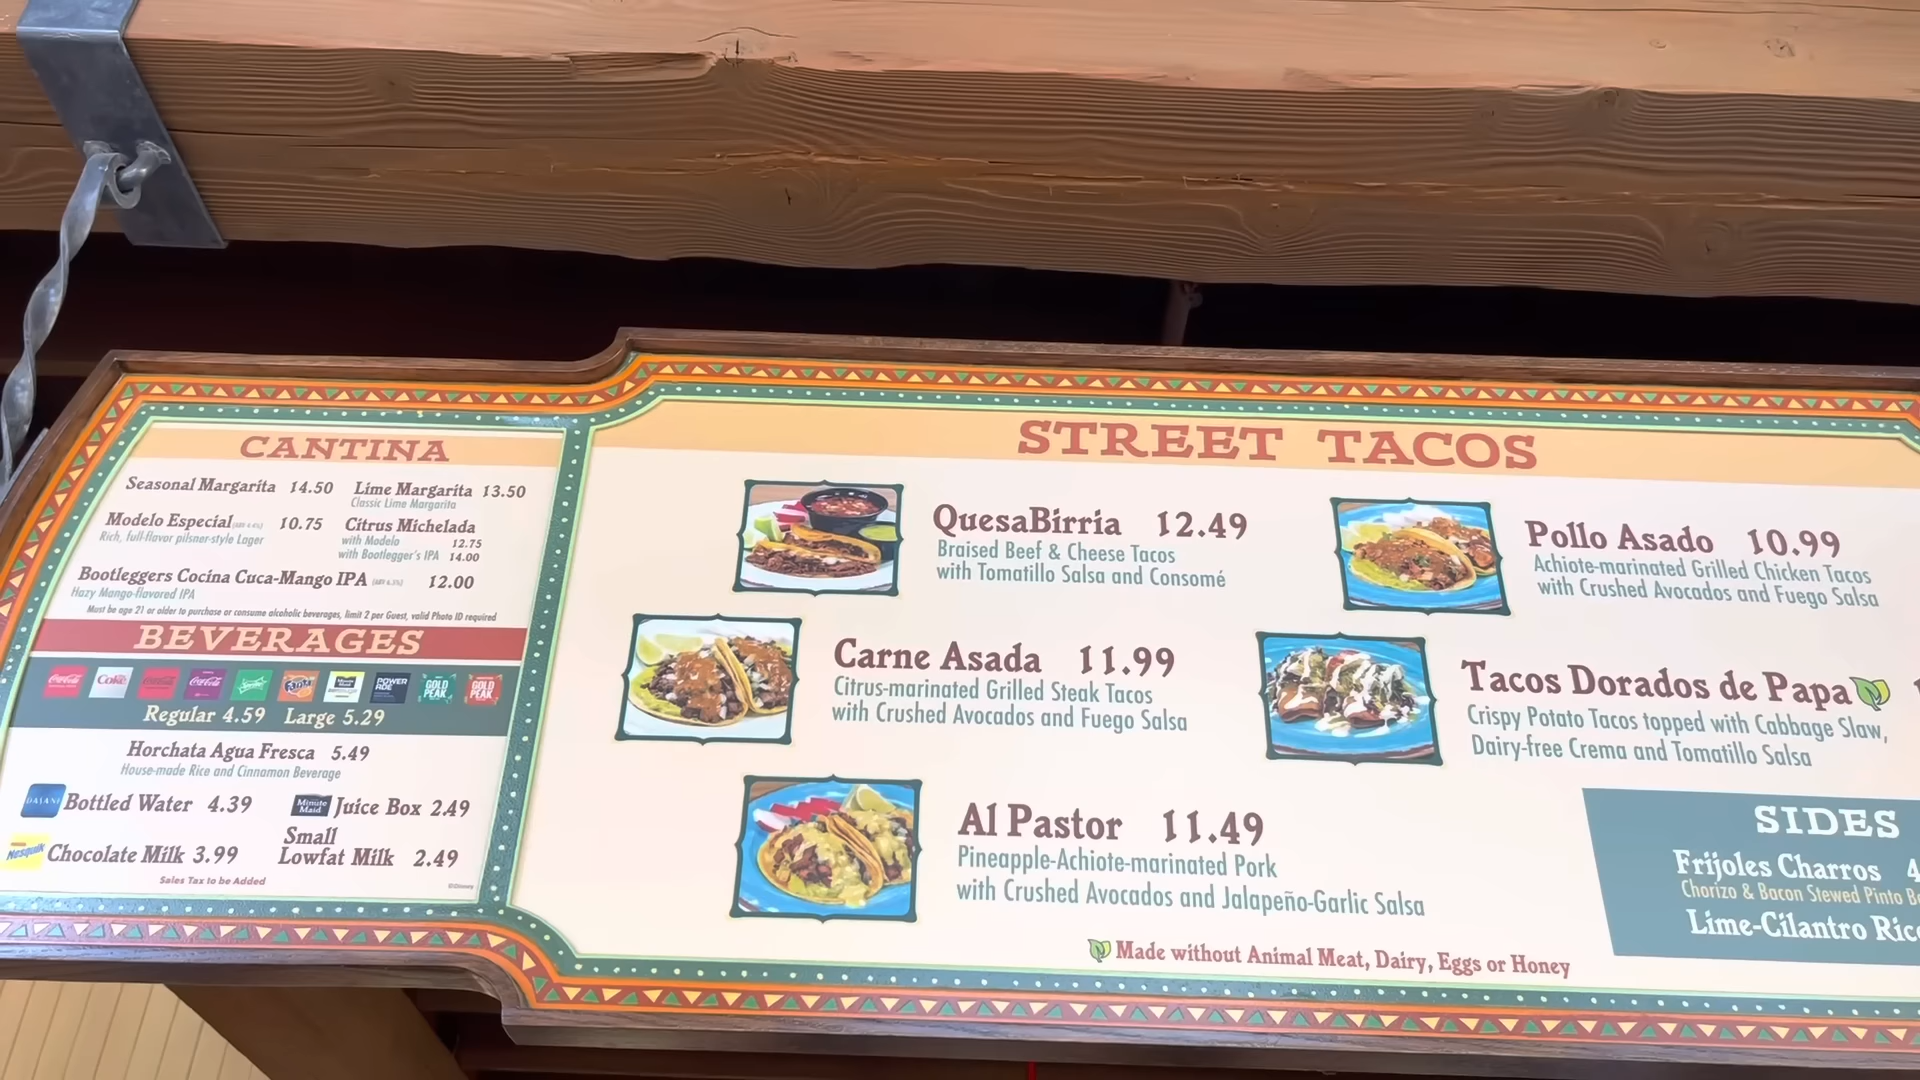 CANTINA
Seasonal Margarita 14.50
Lime Margarita 13.50
Classic Lime Margarita
Modelo Especial 10.75
Rich, full-flavor pilsner-style Lager
Citrus Michelada
with Modelo 12.75
with Bootlegger's IPA 14.00
Bootleggers Cocina Cuca-Mango IPA 12.00
Hazy Mango-flavored IPA
Must be age 21 or older to purchase or consume alcoholic beverages, limit 2 per Guest, valid Photo ID required
BEVERAGES
Coca-Cola Coke Coca-Cola Coca-Cola Fanta Minute Maid POWERADE GOLD PEAK GOLD PEAK
Regular 4.59 Large 5.29
Horchata Agua Fresca 5.49
House-made Rice and Cinnamon Beverage
DASANI Bottled Water 4.39
Minute Maid Juice Box 2.49
Nesquik Chocolate Milk 3.99
Small
Lowfat Milk 2.49
Sales Tax to be Added
©Disney
STREET TACOS
QuesaBirria 12.49
Braised Beef & Cheese Tacos
with Tomatillo Salsa and Consomé
Pollo Asado 10.99
Achiote-marinated Grilled Chicken Tacos
with Crushed Avocados and Fuego Salsa
Carne Asada 11.99
Citrus-marinated Grilled Steak Tacos
with Crushed Avocados and Fuego Salsa
Tacos Dorados de Papa
Crispy Potato Tacos topped with Cabbage Slaw,
Dairy-free Crema and Tomatillo Salsa
Al Pastor 11.49
Pineapple-Achiote-marinated Pork
with Crushed Avocados and Jalapeño-Garlic Salsa
Made without Animal Meat, Dairy, Eggs or Honey
SIDES
Frijoles Charros 4
Chorizo & Bacon Stewed Pinto Be
Lime-Cilantro Rice